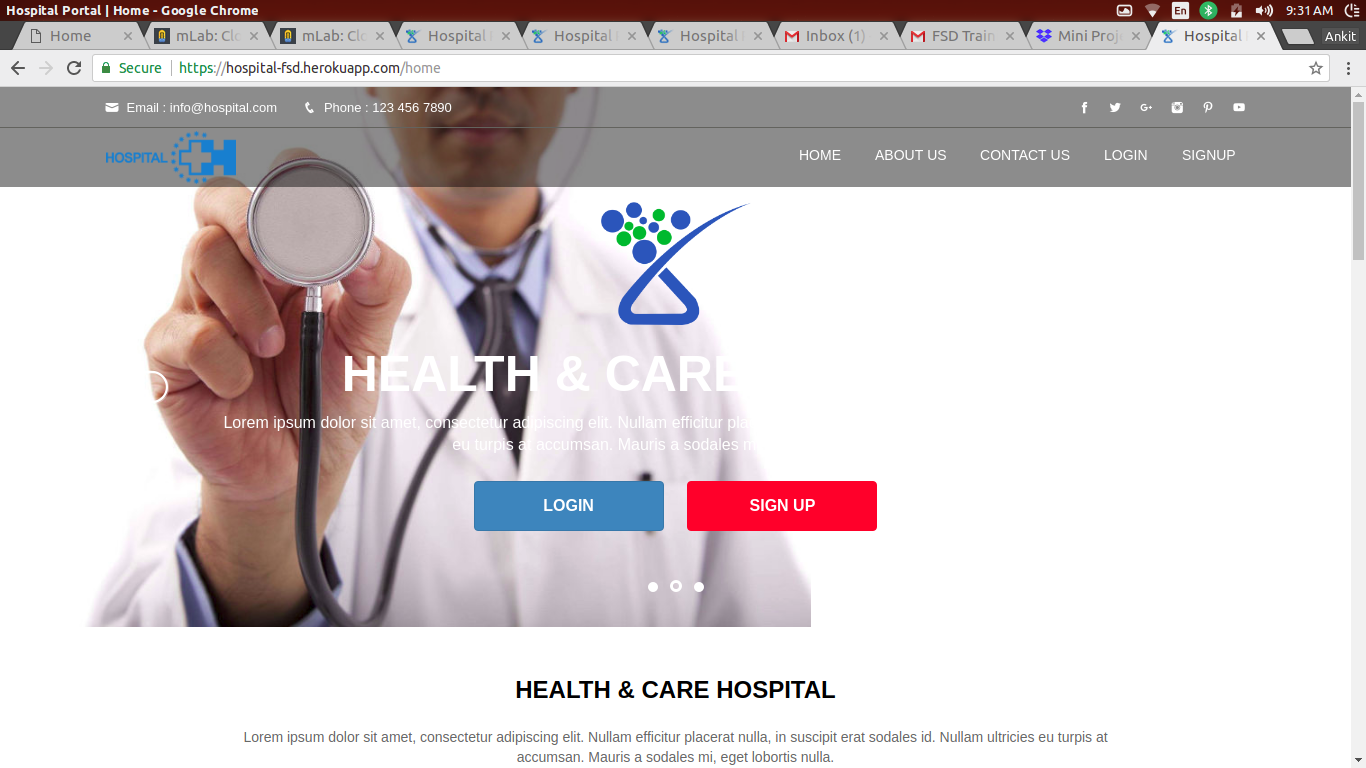 Hospital Portal | Home - Google Chrome
En
9:31 AM
Home
mLab: Clo
mLab: Clo
Hospital
Hospital
Hospital
Inbox (1)
FSD Train
Mini Proj
Hospital
Ankit
Secure
https://hospital-fsd.herokuapp.com/home
Email : info@hospital.com
Phone : 123 456 7890
HOSPITAL
HOME
ABOUT US
CONTACT US
LOGIN
SIGNUP
HEALTH & CARE
Lorem ipsum dolor sit amet, consectetur adipiscing elit. Nullam efficitur pla
eu turpis at accumsan. Mauris a sodales m
LOGIN
SIGN UP
HEALTH & CARE HOSPITAL
Lorem ipsum dolor sit amet, consectetur adipiscing elit. Nullam efficitur placerat nulla, in suscipit erat sodales id. Nullam ultricies eu turpis at
accumsan. Mauris a sodales mi, eget lobortis nulla.